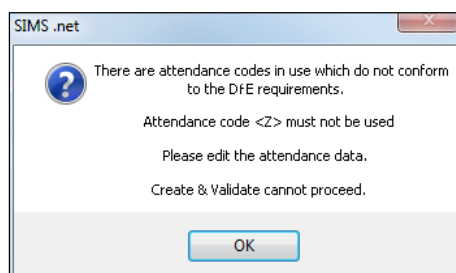 SIMS .net
There are attendance codes in use which do not conform
to the DfE requirements.
Attendance code <Z> must not be used
Please edit the attendance data.
Create & Validate cannot proceed.
OK